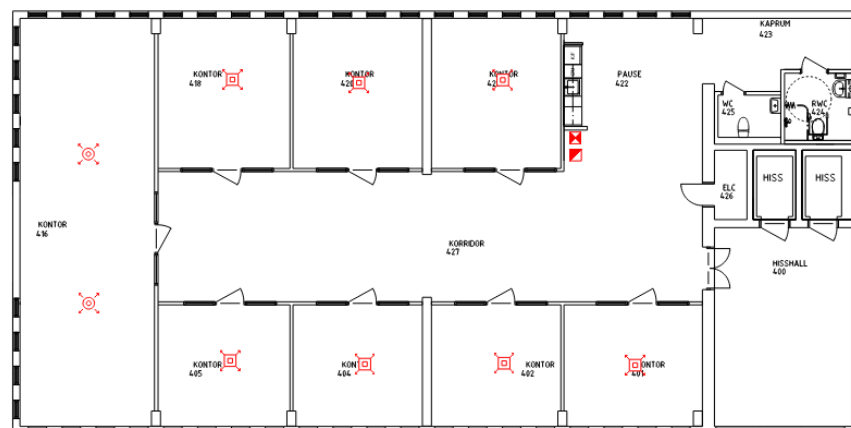 KAPRUM
423
KONTOR
418
KONTOR
420
KONTOR
PAUSE
422
WC
425
RWC
424
ELC
426
HISS
HISS
KONTOR
416
KORRIDOR
427
HISSHALL
400
KONTOR
405
404
KONTOR
402
KONTOR
401